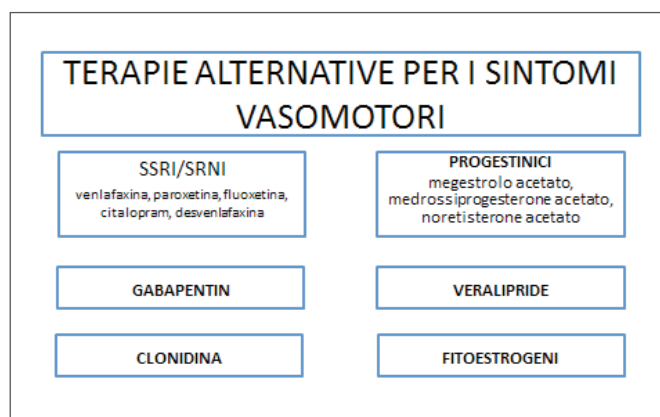 TERAPIE ALTERNATIVE PER I SINTOMI
VASOMOTORI
SSRI/SRNI
venlafaxina, paroxetina, fluoxetina,
citalopram, desvenlafaxina
PROGESTINICI
megestrolo acetato,
medrossiprogesterone acetato,
noretisterone acetato
GABAPENTIN
VERALIPRIDE
CLONIDINA
FITOESTROGENI